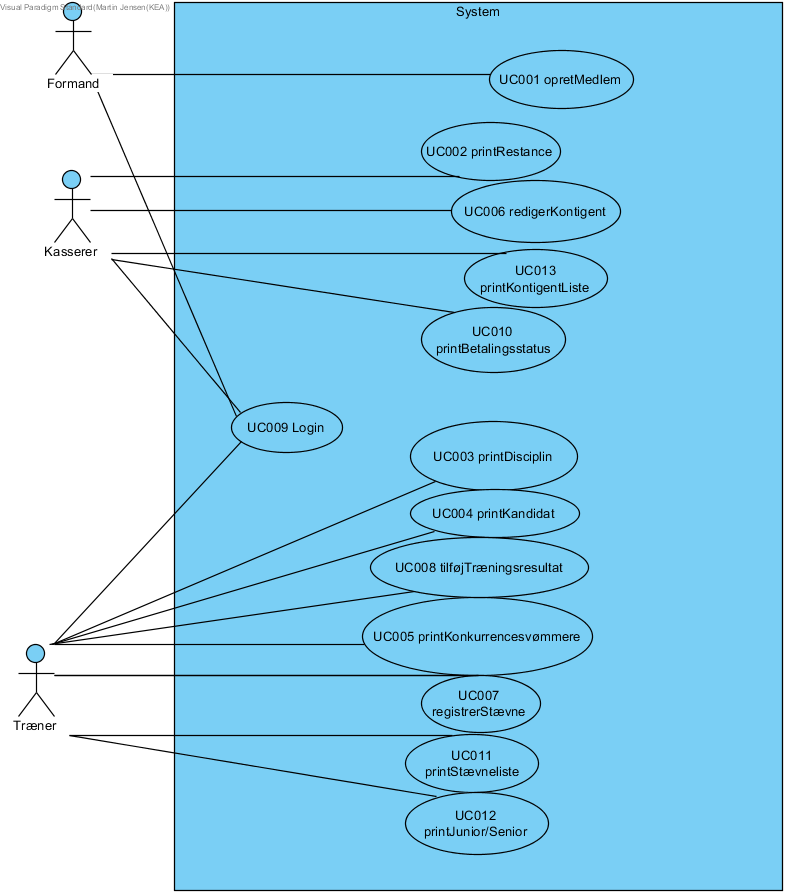 Visual Paradigm Standard(Martin Jensen(KEA))
System
Formand
UC001 opretMedlem
UC002 printRestance
UC006 redigerKontigent
Kasserer
UC013
printKontigentListe
UC010
printBetalingsstatus
UC009 Login
UC003 printDisciplin
UC004 printKandidat
UC008 tilføjTræningsresultat
UC005 printKonkurrencesvømmere
UC007
registrerStævne
Træner
UC011
printStævneliste
UC012
printJunior/Senior